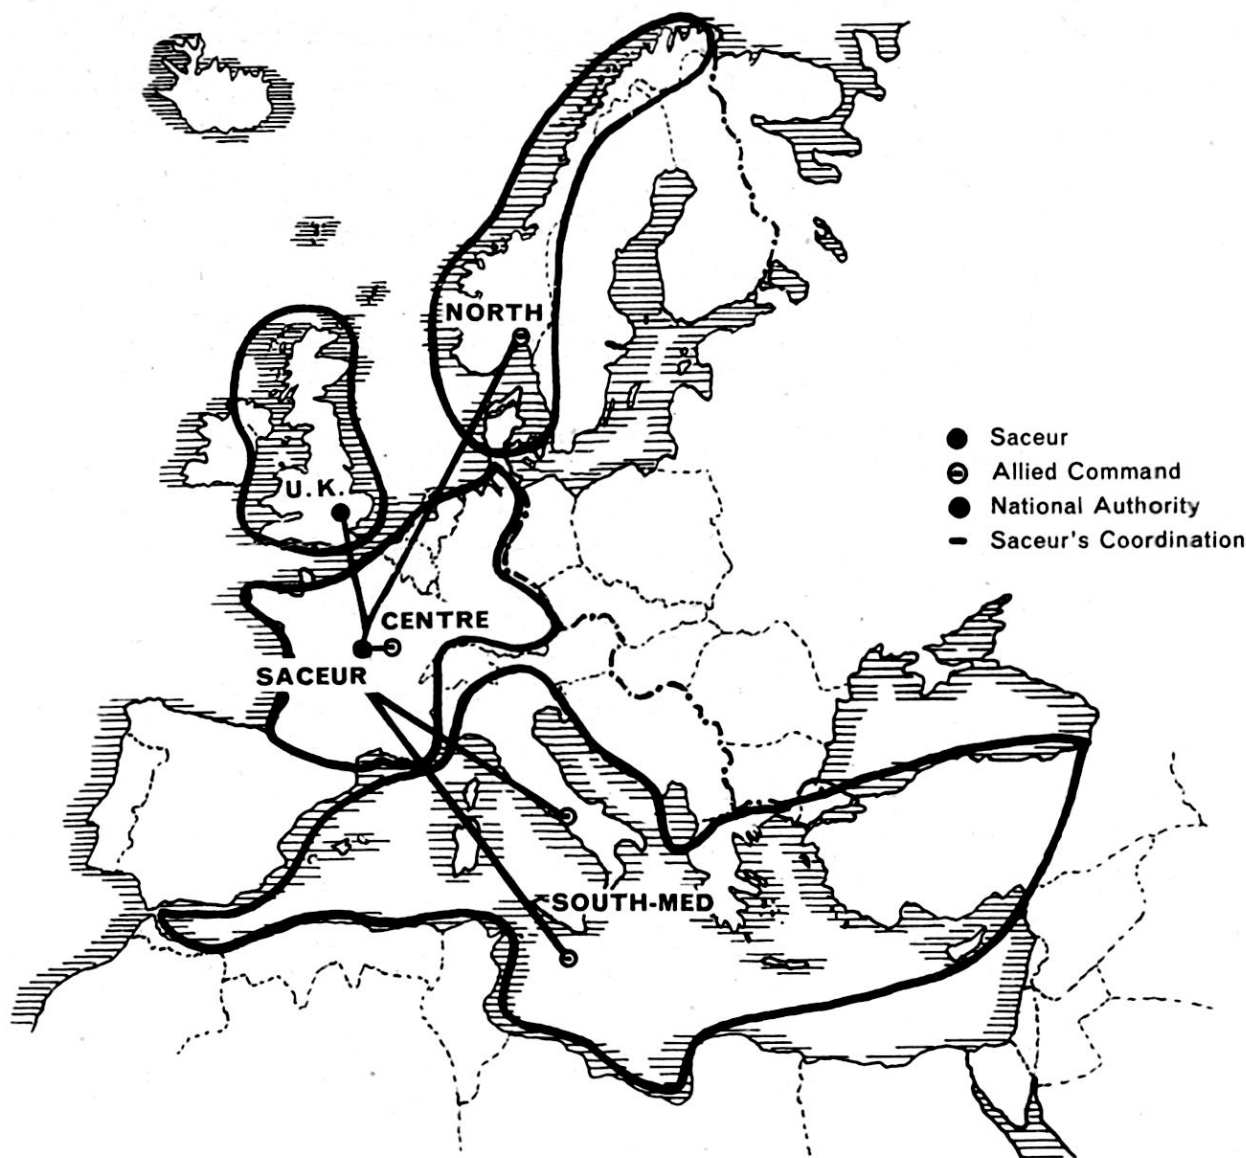 NORTH
U.K.
CENTRE
SACEUR
SOUTH-MED
Saceur
Allied Command
National Authority
Saceur's Coordination